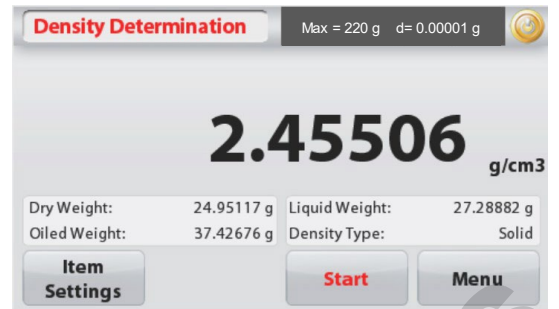 Density Determination Max = 220 g d= 0.00001 g
2.45506 g/cm3
Dry Weight: 24.95117 g Liquid Weight: 27.28882 g
Oiled Weight: 37.42676 g Density Type: Solid
Item Settings Start Menu